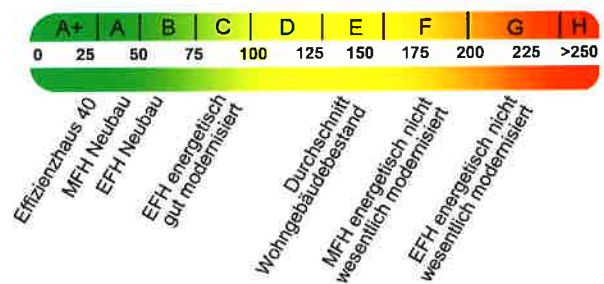 A+ A B C D E F G H
0 25 50 75 100 125 150 175 200 225 >250
Effizienzhaus 40
MFH Neubau
EFH Neubau
EFH energetisch
gut modernisiert
Durchschnitt
Wohngebäudebestand
MFH energetisch nicht
wesentlich modernisiert
EFH energetisch nicht
wesentlich modernisiert